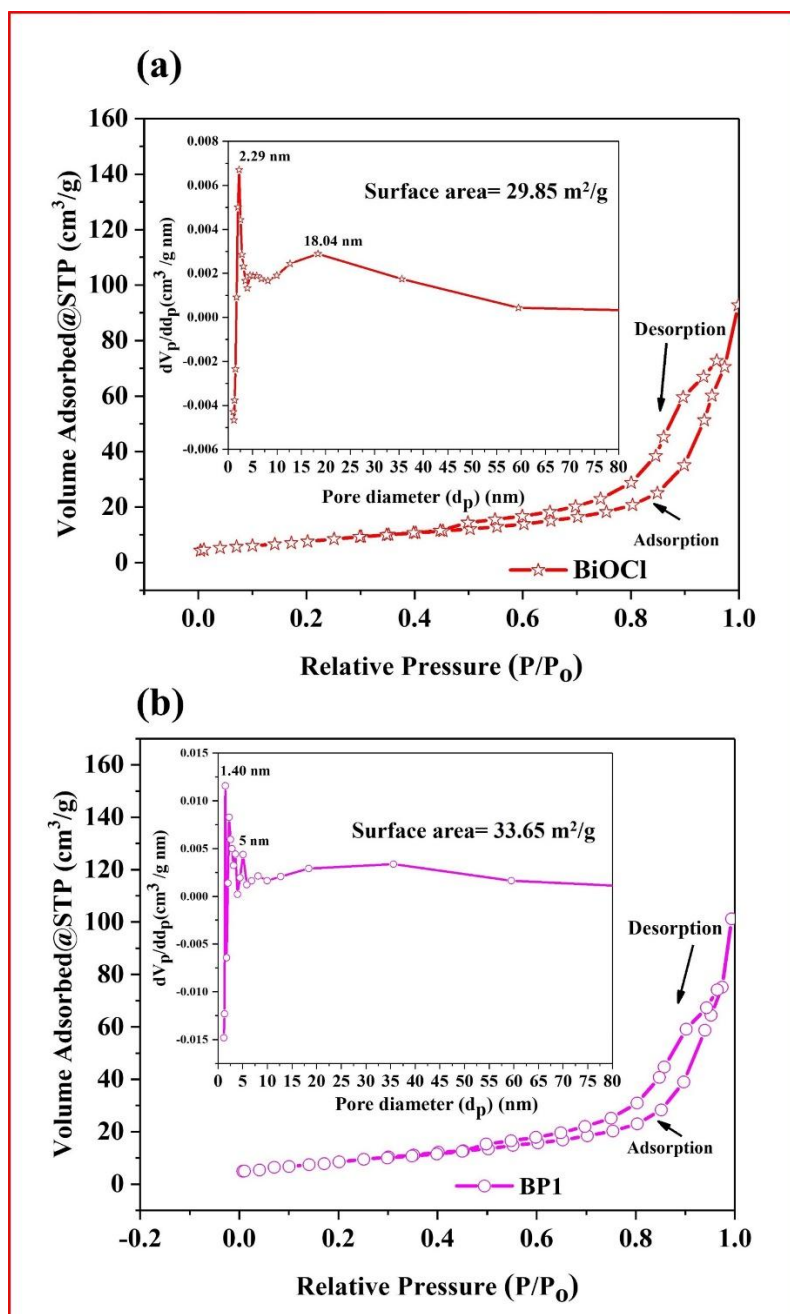 (a)
160
140
120
100
80
60
40
20
0
Volume Adsorbed@STP (cm³/g)
0.0 0.2 0.4 0.6 0.8 1.0
Relative Pressure (P/Pₒ)
0.008
0.006
0.004
0.002
0.000
-0.002
-0.004
-0.006
dVₚ/ddₚ(cm³ /g nm)
0 5 10 15 20 25 30 35 40 45 50 55 60 65 70 75 80
Pore diameter (dₚ) (nm)
2.29 nm
18.04 nm
Surface area= 29.85 m²/g
Desorption
Adsorption
BiOCl
(b)
160
140
120
100
80
60
40
20
0
Volume Adsorbed@STP (cm³/g)
-0.2 0.0 0.2 0.4 0.6 0.8 1.0
Relative Pressure (P/Pₒ)
0.015
0.010
0.005
0.000
-0.005
-0.010
-0.015
dVₚ/ddₚ(cm³ /g nm)
0 5 10 15 20 25 30 35 40 45 50 55 60 65 70 75 80
Pore diameter (dₚ) (nm)
1.40 nm
5 nm
Surface area= 33.65 m²/g
Desorption
Adsorption
BP1